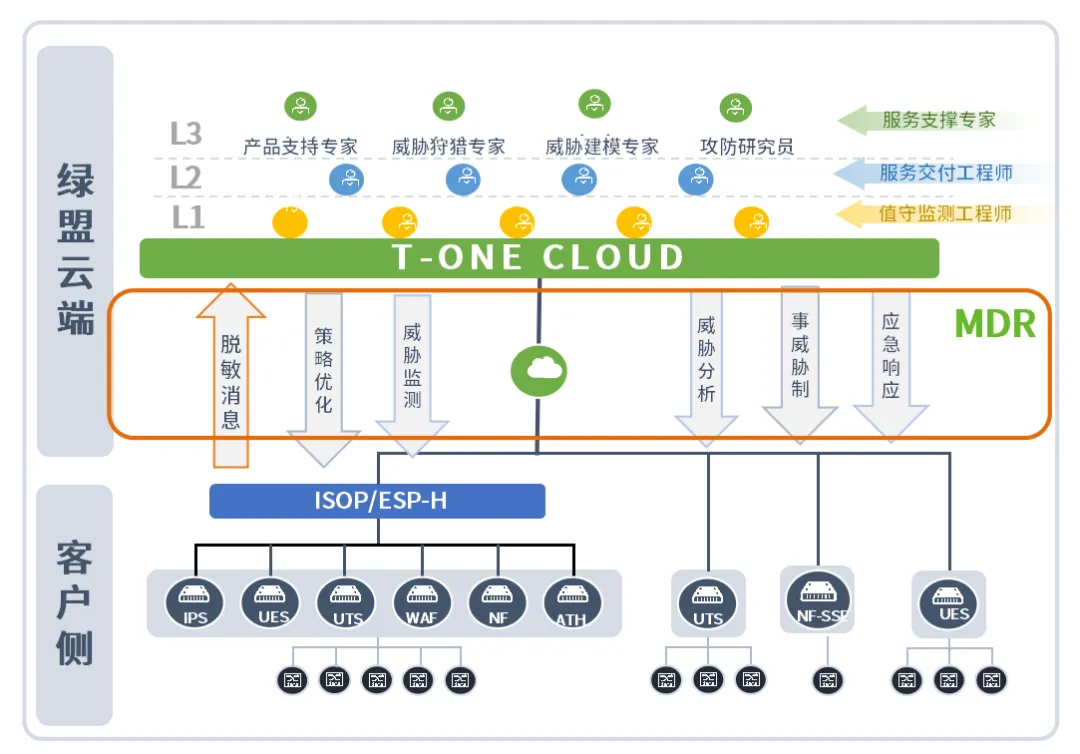 绿盟云端
L3
产品支持专家
威胁狩猎专家
威胁建模专家
攻防研究员
服务支撑专家
L2
服务交付工程师
L1
值守监测工程师
T-ONE CLOUD
脱敏消息
策略优化
威胁监测
威胁分析
事威胁制
应急响应
MDR
客户侧
ISOP/ESP-H
IPS
UES
UTS
WAF
NF
ATH
UTS
NF-SSE
UES